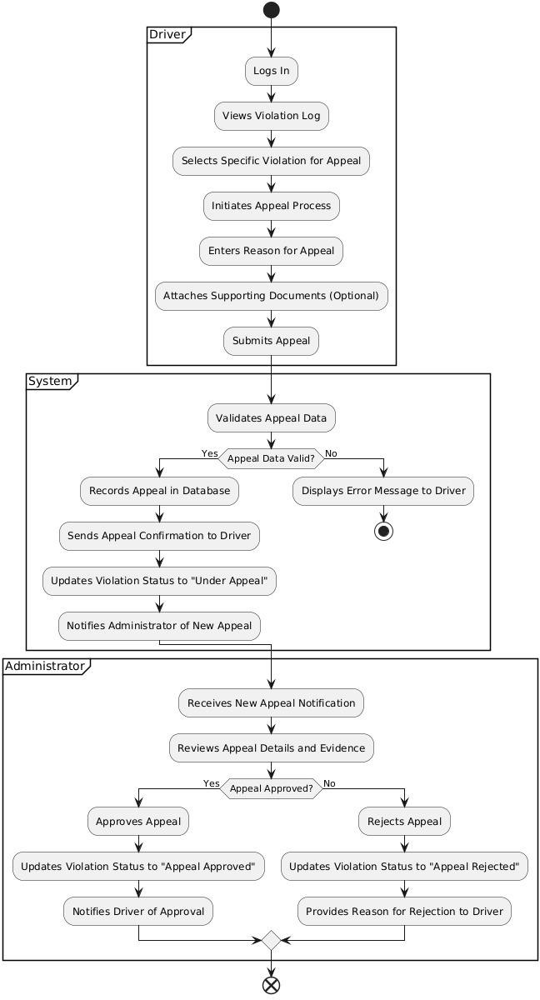 Driver
Logs In
Views Violation Log
Selects Specific Violation for Appeal
Initiates Appeal Process
Enters Reason for Appeal
Attaches Supporting Documents (Optional)
Submits Appeal
System
Validates Appeal Data
Yes
Appeal Data Valid?
No
Records Appeal in Database
Displays Error Message to Driver
Sends Appeal Confirmation to Driver
Updates Violation Status to "Under Appeal"
Notifies Administrator of New Appeal
Administrator
Receives New Appeal Notification
Reviews Appeal Details and Evidence
Yes
Appeal Approved?
No
Approves Appeal
Rejects Appeal
Updates Violation Status to "Appeal Approved"
Updates Violation Status to "Appeal Rejected"
Notifies Driver of Approval
Provides Reason for Rejection to Driver